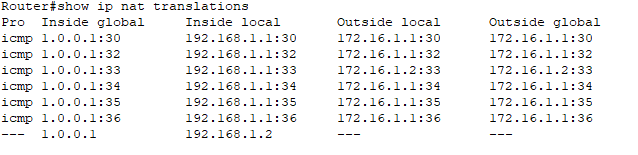 Router#show ip nat translations
Pro  Inside global     Inside local       Outside local      Outside global
icmp 1.0.0.1:30        192.168.1.1:30     172.16.1.1:30      172.16.1.1:30
icmp 1.0.0.1:32        192.168.1.1:32     172.16.1.1:32      172.16.1.1:32
icmp 1.0.0.1:33        192.168.1.1:33     172.16.1.2:33      172.16.1.2:33
icmp 1.0.0.1:34        192.168.1.1:34     172.16.1.1:34      172.16.1.1:34
icmp 1.0.0.1:35        192.168.1.1:35     172.16.1.1:35      172.16.1.1:35
icmp 1.0.0.1:36        192.168.1.1:36     172.16.1.1:36      172.16.1.1:36
---  1.0.0.1           192.168.1.2        ---                ---